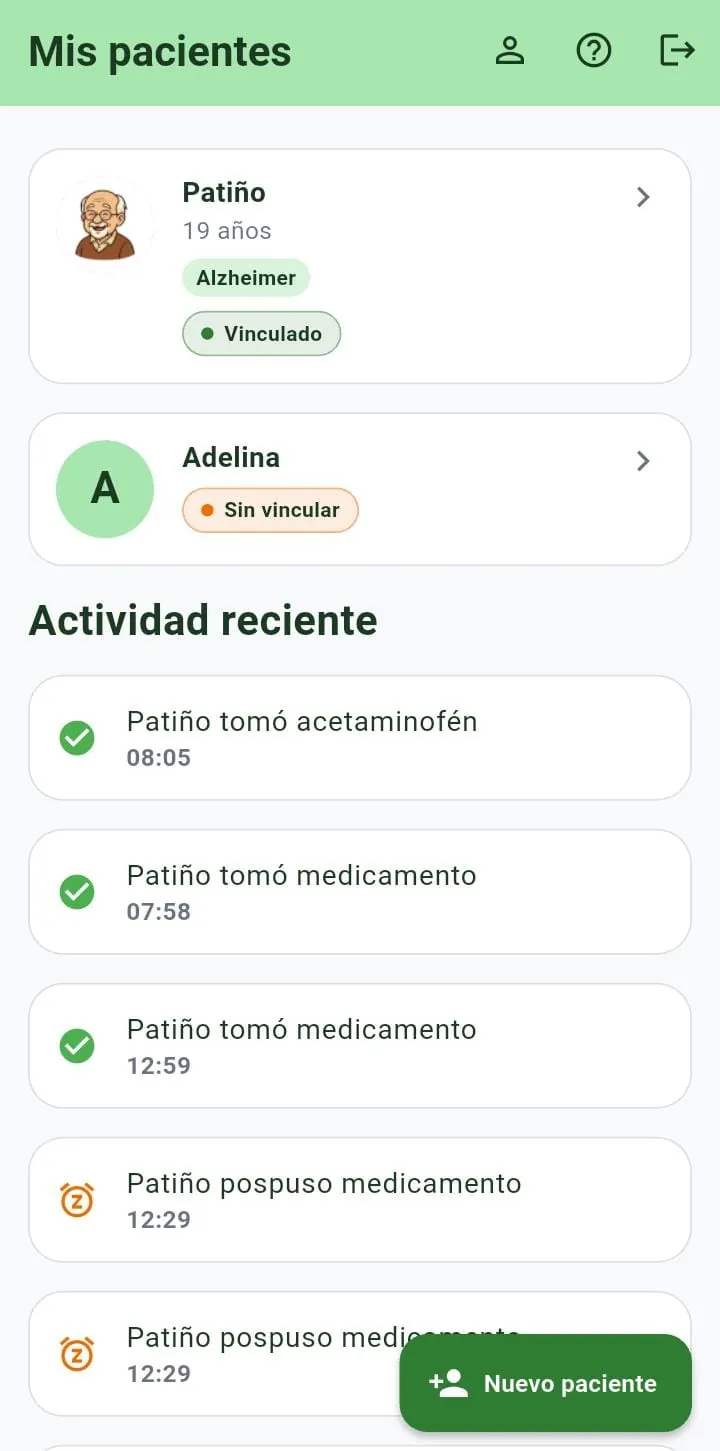 Mis pacientes
Patiño
19 años
Alzheimer
Vinculado
A
Adelina
Sin vincular
Actividad reciente
Patiño tomó acetaminofén
08:05
Patiño tomó medicamento
07:58
Patiño tomó medicamento
12:59
Patiño pospuso medicamento
12:29
Patiño pospuso medicamento
12:29
Nuevo paciente